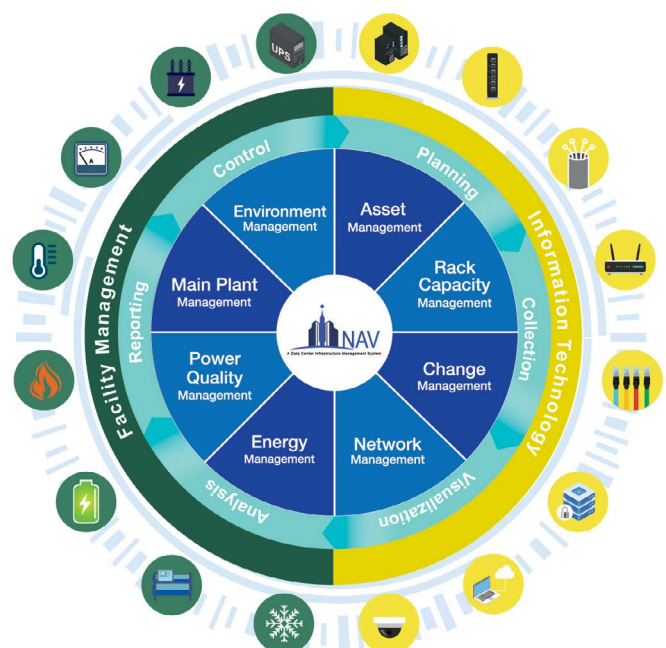 UPS
A
Facility Management
Information Technology
Control
Planning
Collection
Visualization
Analysis
Reporting
Environment
Management
Asset
Management
Rack
Capacity
Management
Change
Management
Network
Management
Energy
Management
Power
Quality
Management
Main Plant
Management
NAV
A Data Center Infrastructure Management System